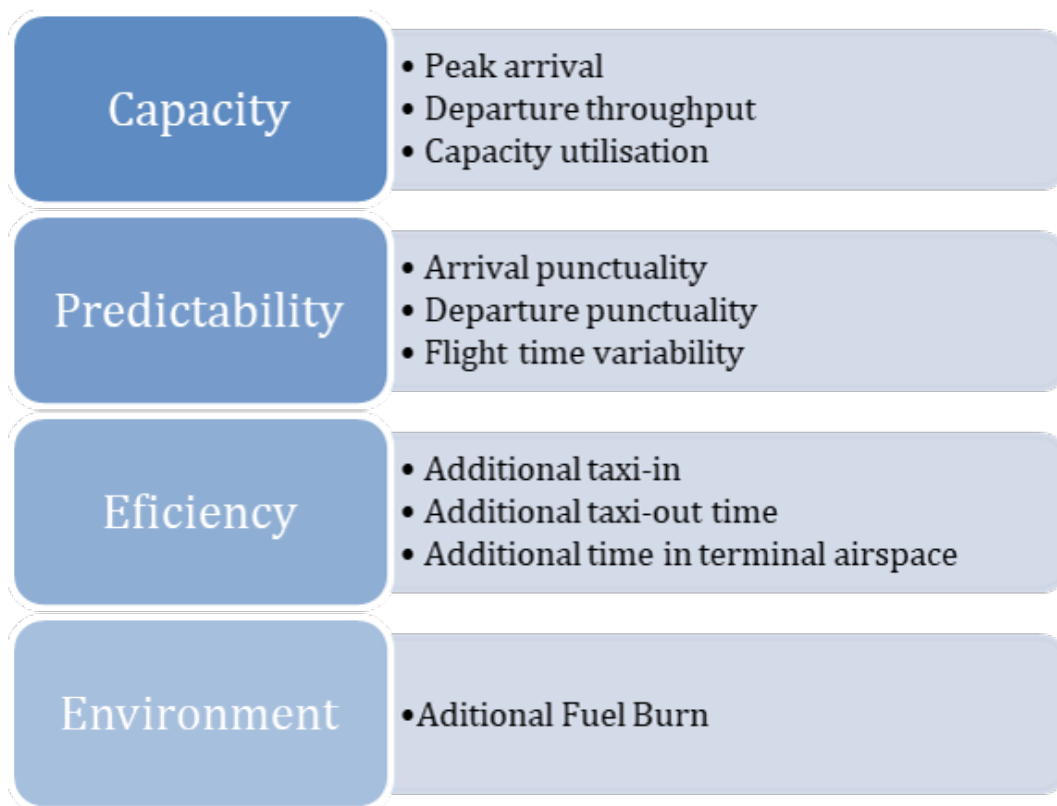 Capacity
• Peak arrival
• Departure throughput
• Capacity utilisation
Predictability
• Arrival punctuality
• Departure punctuality
• Flight time variability
Eficiency
• Additional taxi-in
• Additional taxi-out time
• Additional time in terminal airspace
Environment
•Aditional Fuel Burn